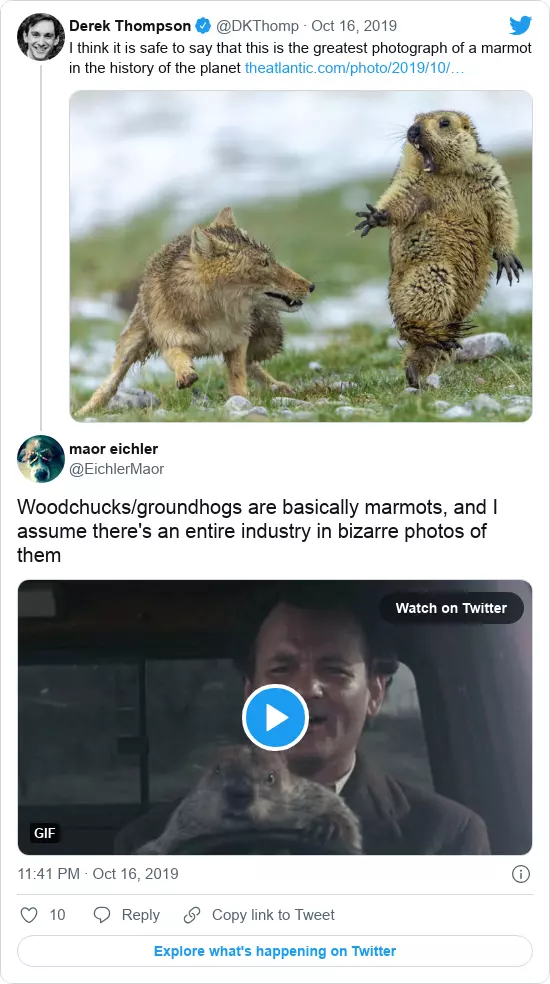 Derek Thompson @DKThomp · Oct 16, 2019
I think it is safe to say that this is the greatest photograph of a marmot
in the history of the planet theatlantic.com/photo/2019/10/…
maor eichler
@EichlerMaor
Woodchucks/groundhogs are basically marmots, and I
assume there's an entire industry in bizarre photos of
them
Watch on Twitter
GIF
11:41 PM · Oct 16, 2019
10 Reply Copy link to Tweet
Explore what's happening on Twitter